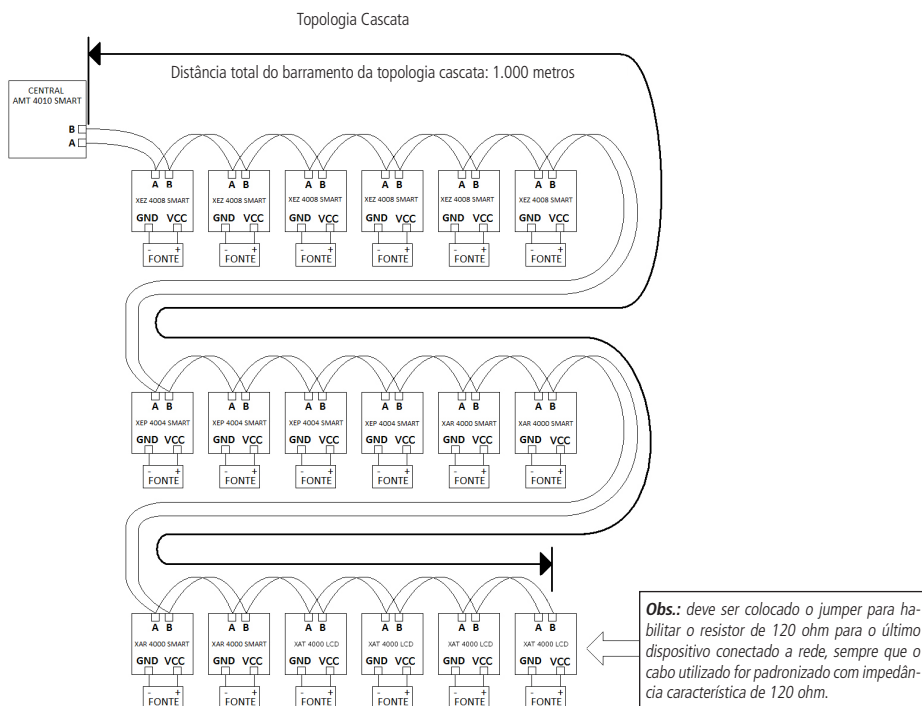 Topologia Cascata
Distância total do barramento da topologia cascata: 1.000 metros
CENTRAL
AMT 4010 SMART
B
A
A B A B A B A B A B A B
XEZ 4008 SMART XEZ 4008 SMART XEZ 4008 SMART XEZ 4008 SMART XEZ 4008 SMART XEZ 4008 SMART
GND VCC GND VCC GND VCC GND VCC GND VCC GND VCC
- + - + - + - + - + - +
FONTE FONTE FONTE FONTE FONTE FONTE
A B A B A B A B A B A B
XEP 4004 SMART XEP 4004 SMART XEP 4004 SMART XEP 4004 SMART XAR 4000 SMART XAR 4000 SMART
GND VCC GND VCC GND VCC GND VCC GND VCC GND VCC
- + - + - + - + - + - +
FONTE FONTE FONTE FONTE FONTE FONTE
A B A B A B A B A B A B
XAR 4000 SMART XAR 4000 SMART XAT 4000 LCD XAT 4000 LCD XAT 4000 LCD XAT 4000 LCD
GND VCC GND VCC GND VCC GND VCC GND VCC GND VCC
- + - + - + - + - + - +
FONTE FONTE FONTE FONTE FONTE FONTE
Obs.: deve ser colocado o jumper para ha-
bilitar o resistor de 120 ohm para o último
dispositivo conectado a rede, sempre que o
cabo utilizado for padronizado com impedân-
cia característica de 120 ohm.